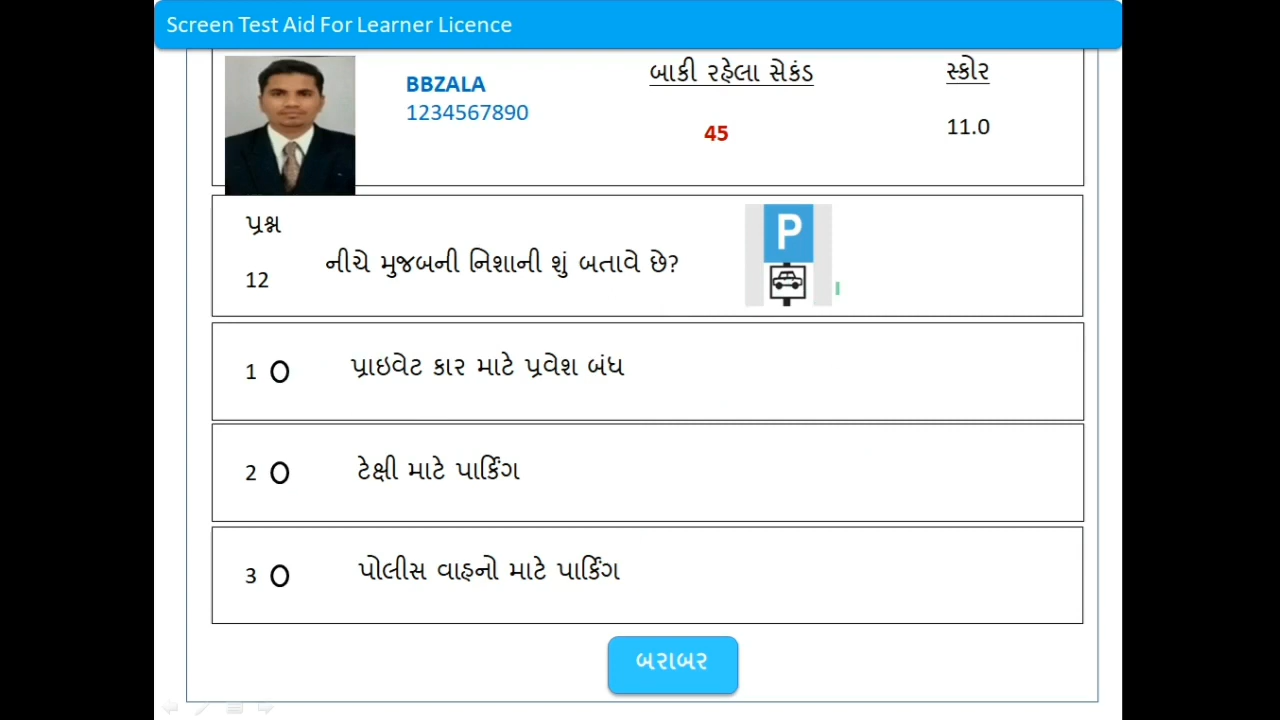 Screen Test Aid For Learner Licence
BBZALA
1234567890
બાકી રહેલા સેકંડ
45
સ્કોર
11.0
પ્રશ્ન
12
નીચે મુજબની નિશાની શું બતાવે છે?
P
1 પ્રાઇવેટ કાર માટે પ્રવેશ બંધ
2 ટેક્ષી માટે પાર્કિંગ
3 પોલીસ વાહનો માટે પાર્કિંગ
બરાબર